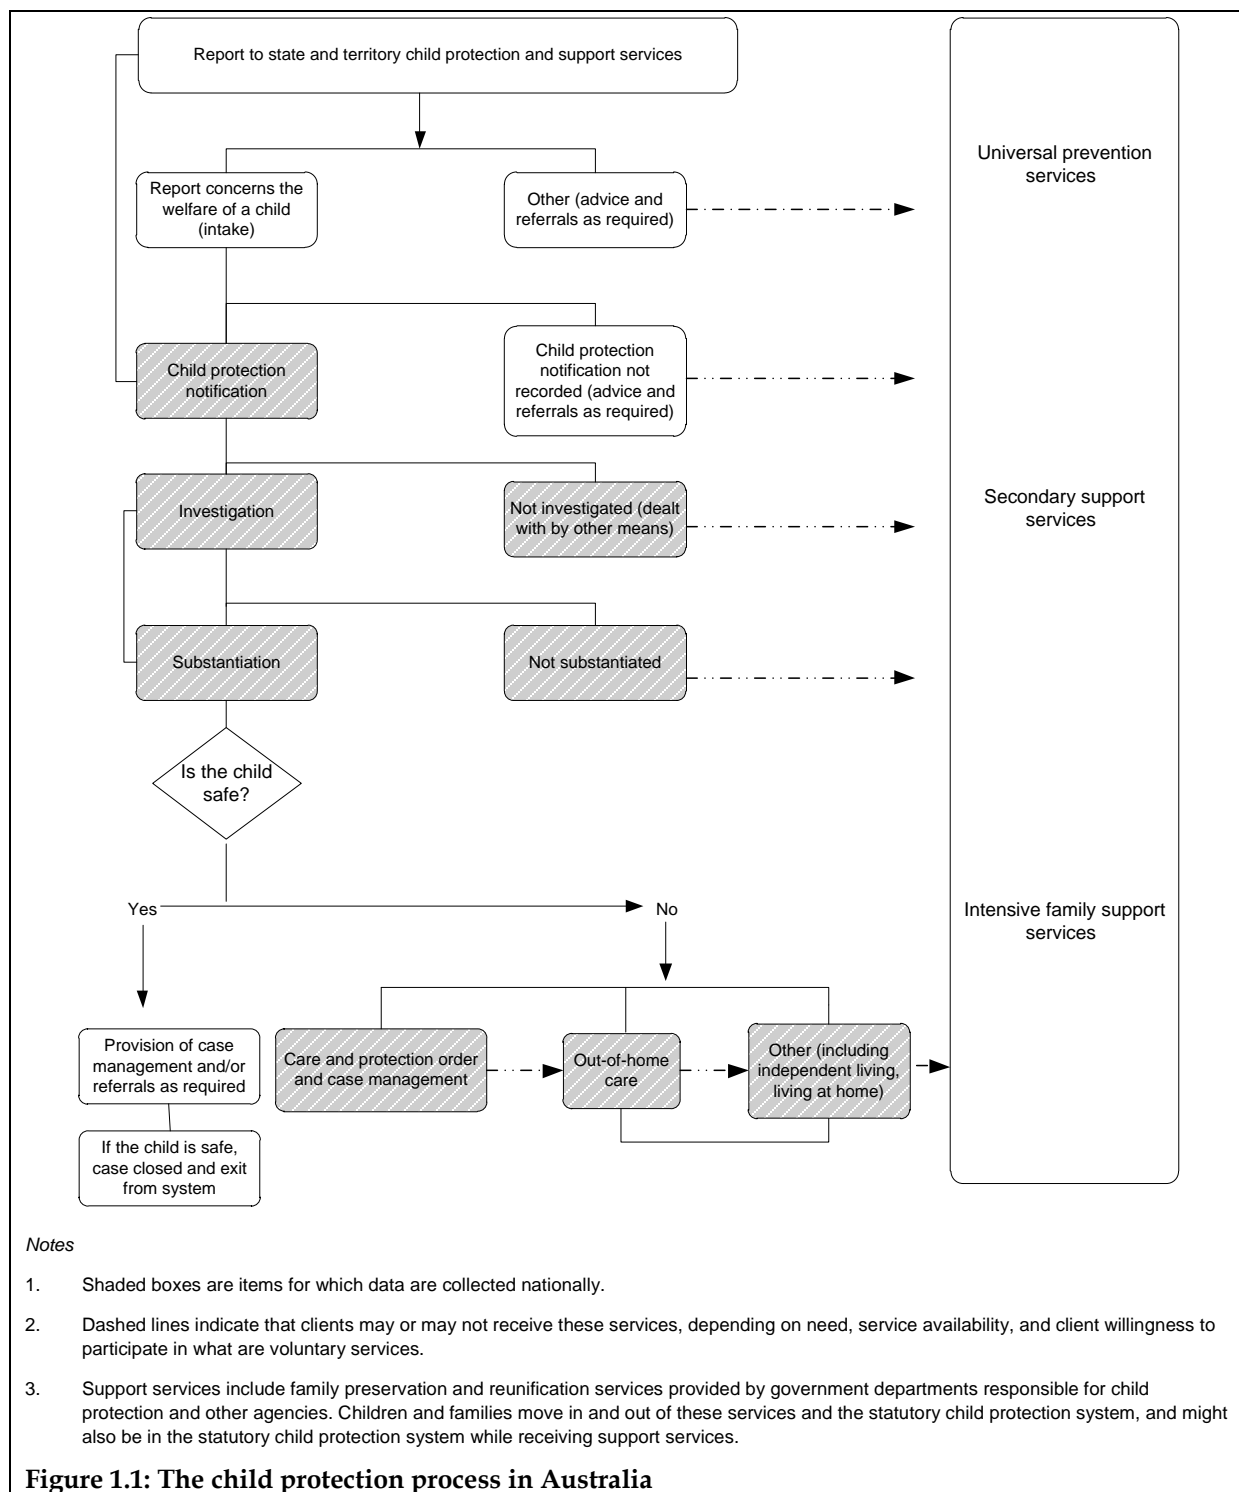 Report to state and territory child protection and support services
Universal prevention
services
Report concerns the
welfare of a child
(intake)
Other (advice and
referrals as required)
Child protection
notification
Child protection
notification not
recorded (advice and
referrals as required)
Investigation
Not investigated (dealt
with by other means)
Secondary support
services
Substantiation
Not substantiated
Is the child
safe?
Yes
No
Intensive family support
services
Provision of case
management and/or
referrals as required
Care and protection order
and case management
Out-of-home
care
Other (including
independent living,
living at home)
If the child is safe,
case closed and exit
from system
Notes
1. Shaded boxes are items for which data are collected nationally.
2. Dashed lines indicate that clients may or may not receive these services, depending on need, service availability, and client willingness to
participate in what are voluntary services.
3. Support services include family preservation and reunification services provided by government departments responsible for child
protection and other agencies. Children and families move in and out of these services and the statutory child protection system, and might
also be in the statutory child protection system while receiving support services.
Figure 1.1: The child protection process in Australia